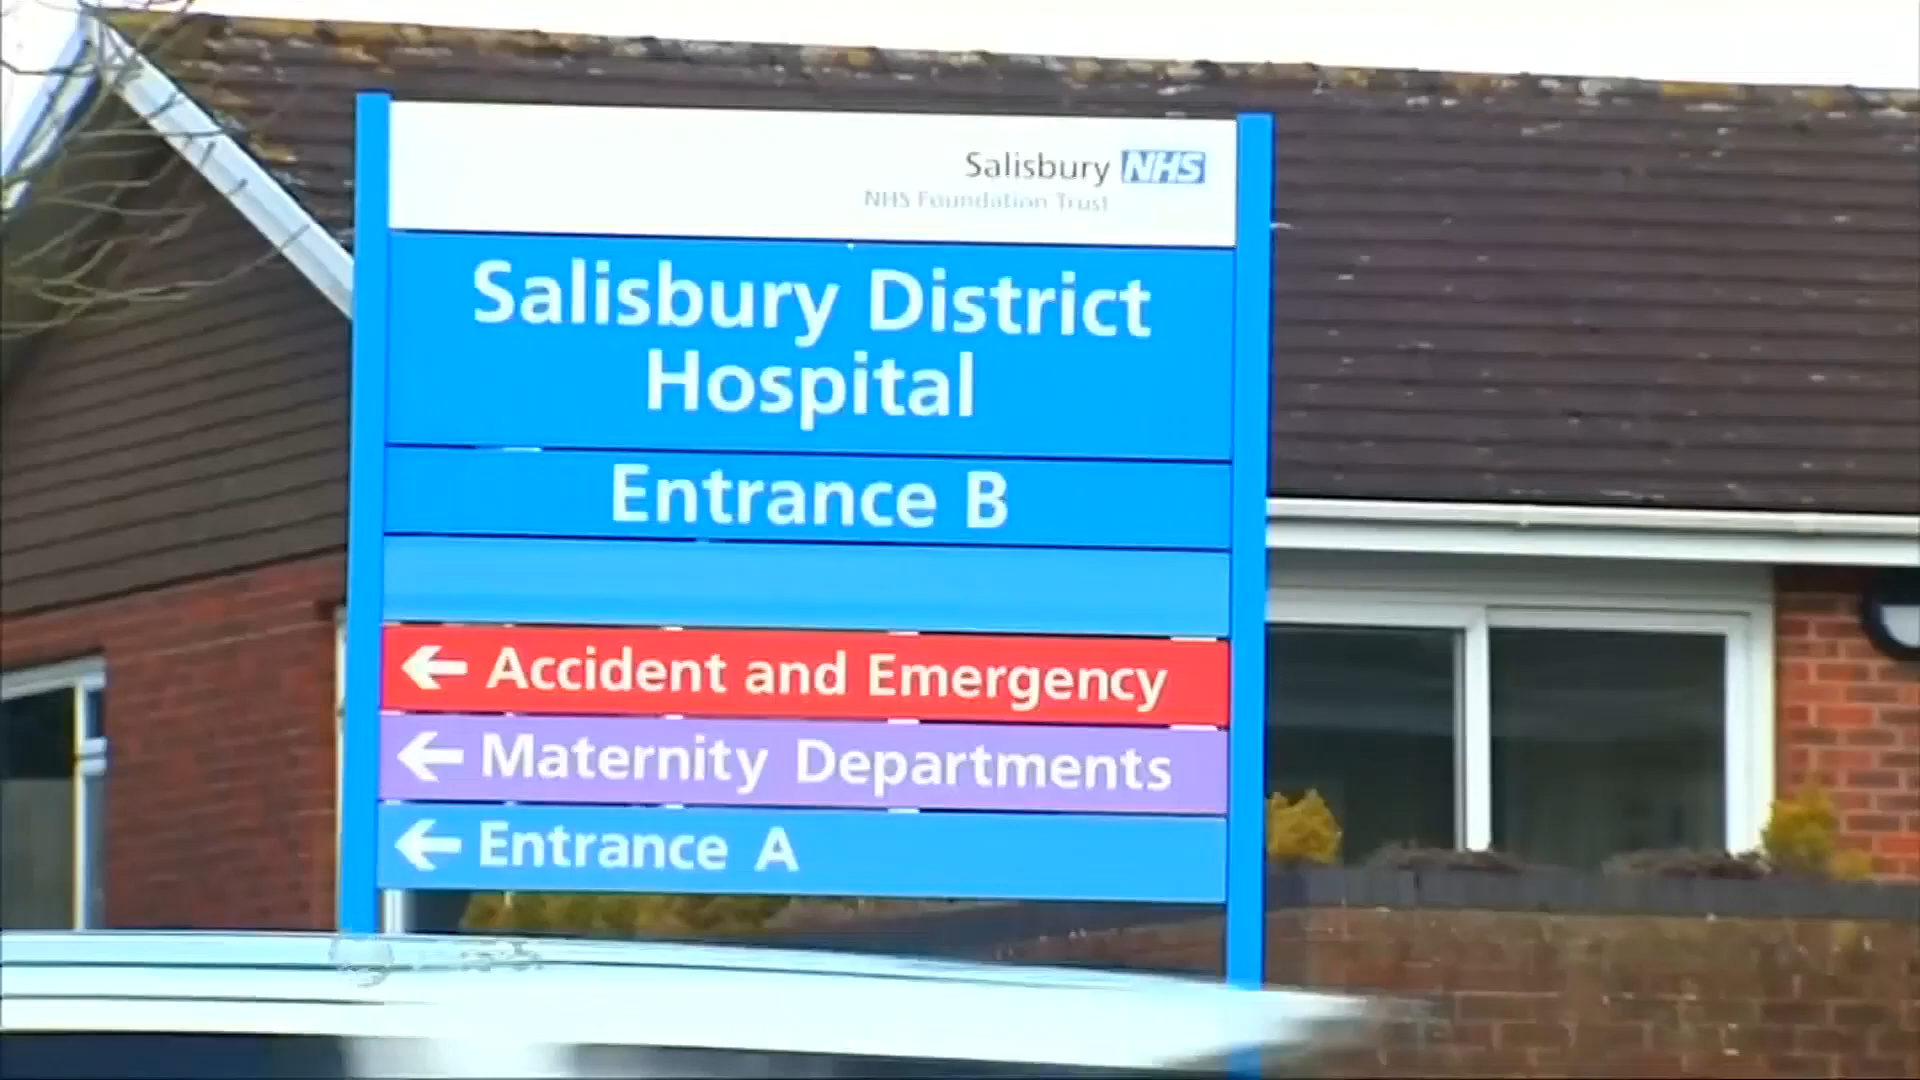 Salisbury NHS
NHS Foundation Trust
Salisbury District
Hospital
Entrance B
← Accident and Emergency
← Maternity Departments
← Entrance A